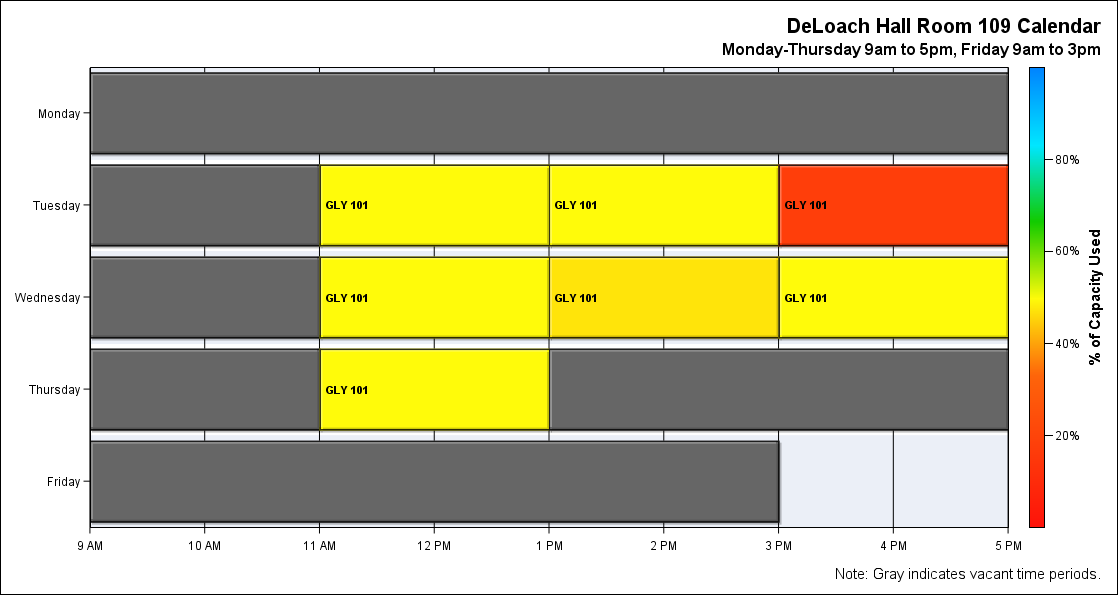 DeLoach Hall Room 109 Calendar
Monday-Thursday 9am to 5pm, Friday 9am to 3pm
Monday
Tuesday
GLY 101
GLY 101
GLY 101
Wednesday
GLY 101
GLY 101
GLY 101
Thursday
GLY 101
Friday
9 AM
10 AM
11 AM
12 PM
1 PM
2 PM
3 PM
4 PM
5 PM
80%
60%
40%
20%
% of Capacity Used
Note: Gray indicates vacant time periods.